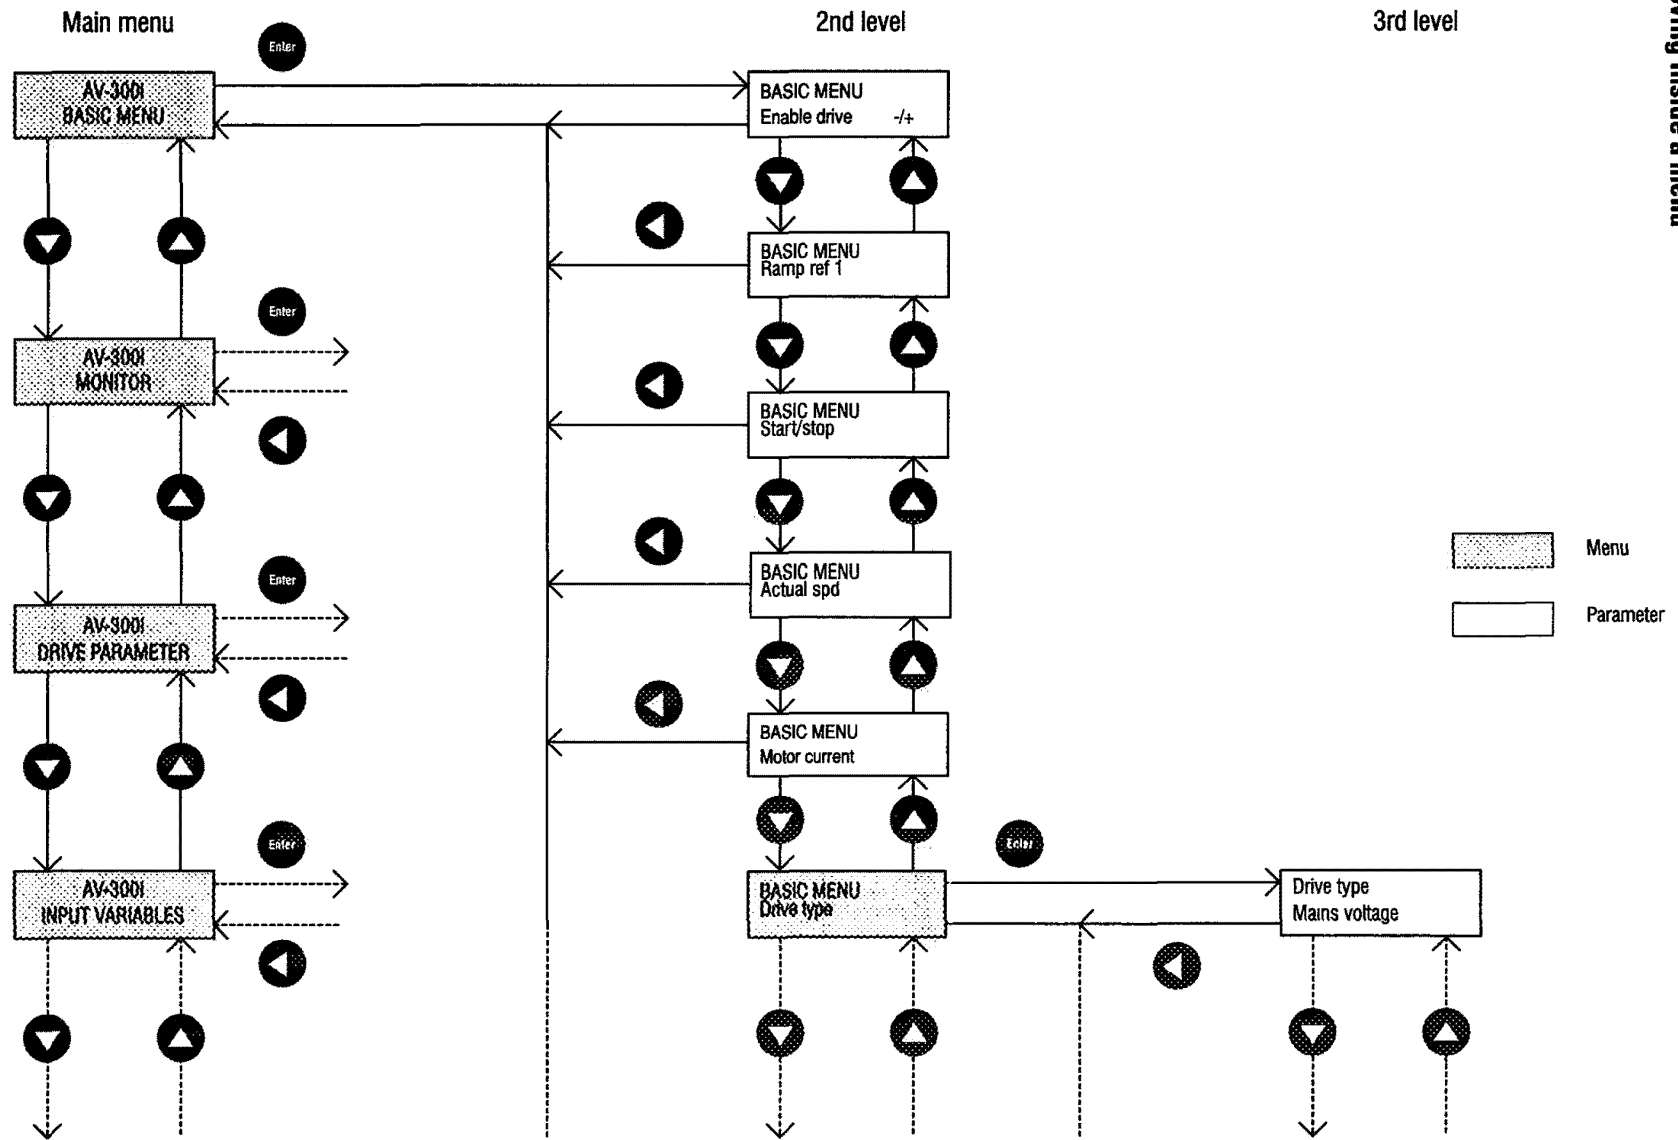 Main menu
2nd level
3rd level
Enter
AV-300i
BASIC MENU
BASIC MENU
Enable drive -/+
BASIC MENU
Ramp ref 1
Enter
AV-300i
MONITOR
BASIC MENU
Start/stop
Menu
Enter
BASIC MENU
Actual spd
AV-300i
DRIVE PARAMETER
Parameter
BASIC MENU
Motor current
Enter
Enter
AV-300i
INPUT VARIABLES
BASIC MENU
Drive type
Drive type
Mains voltage
inside a menu